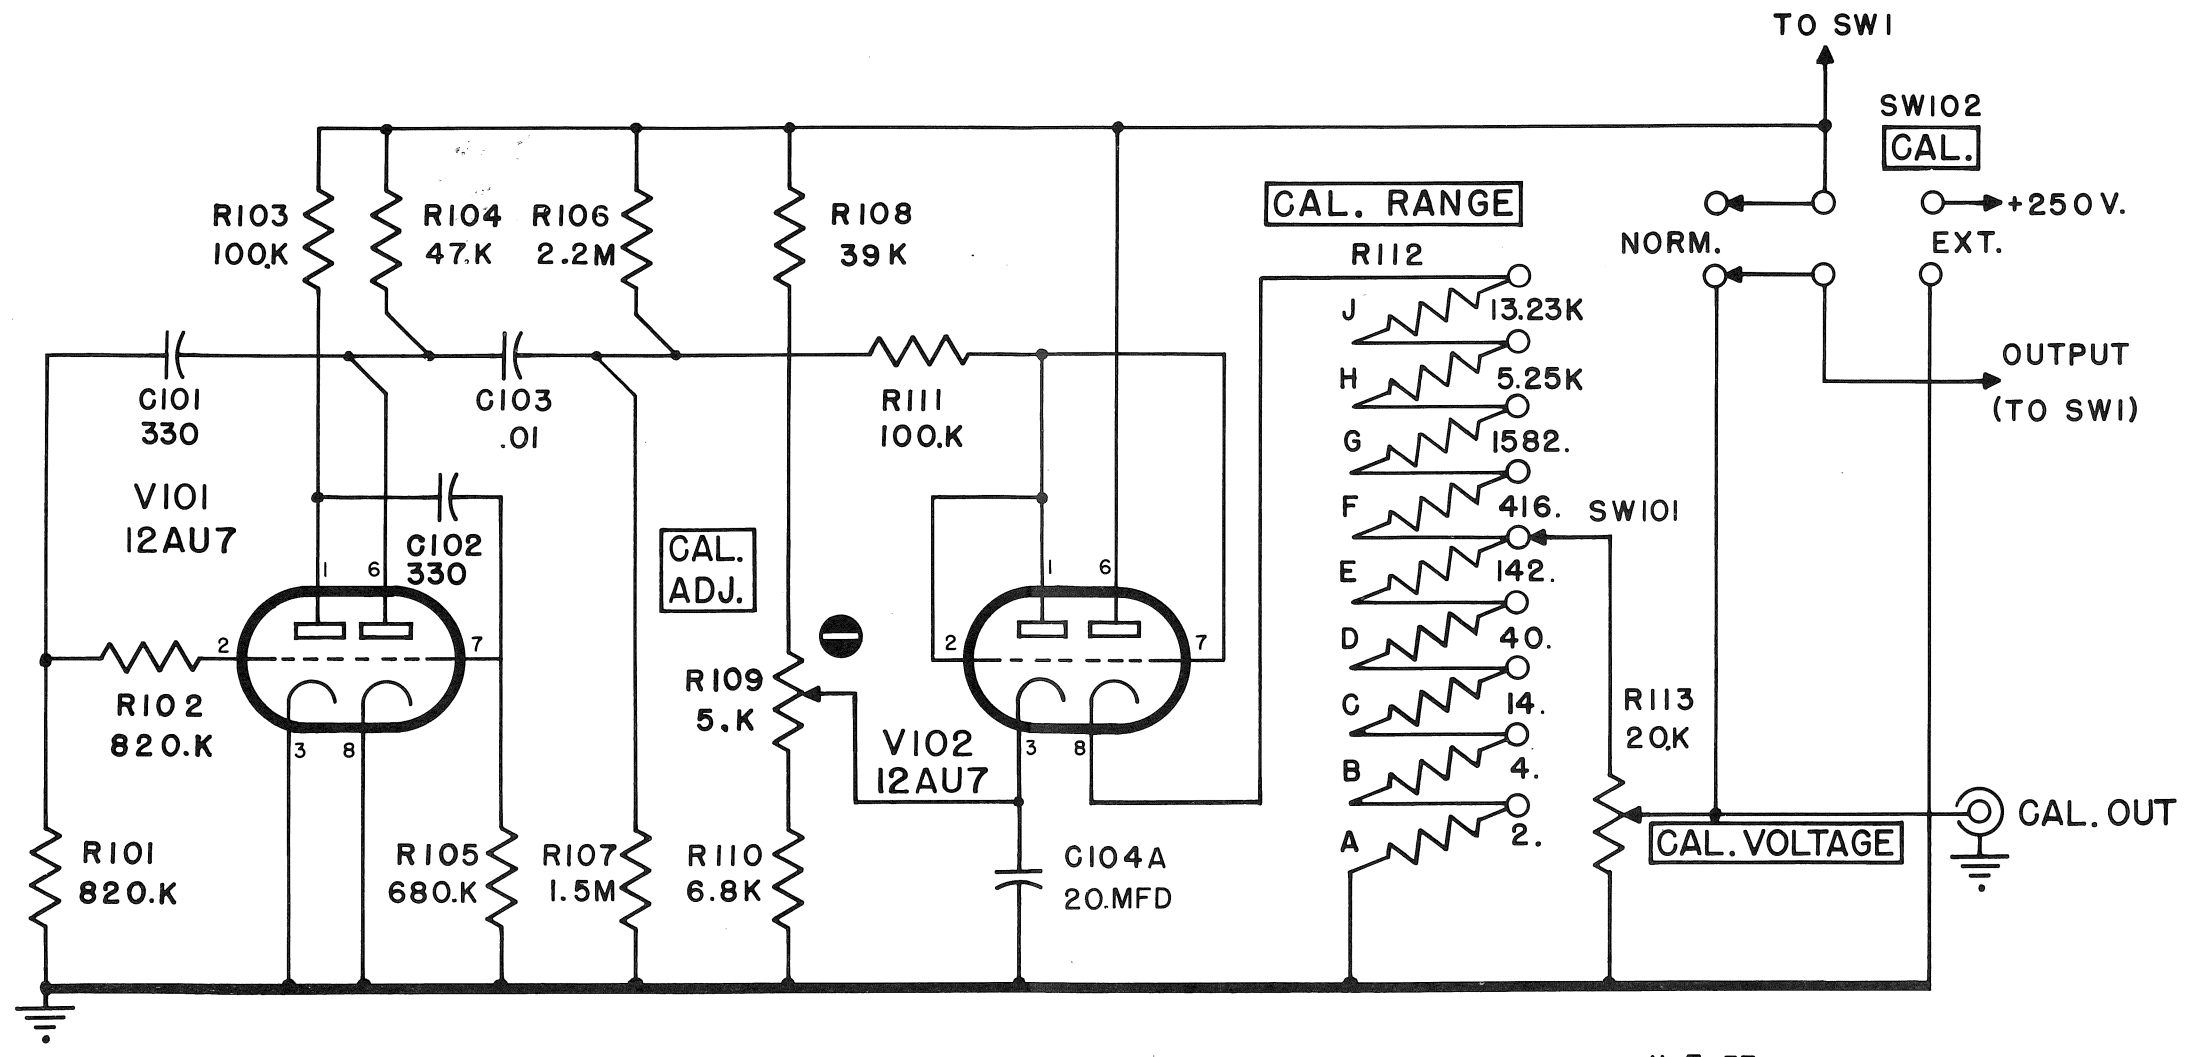 TO SW1
SW102
CAL.
CAL. RANGE
R103
100.K
R104
47.K
R106
2.2M
R108
39K
R112
NORM.
+250V.
EXT.
J
13.23K
H
5.25K
G
1582.
F
416.
SW101
E
142.
D
40.
C
14.
B
4.
A
2.
OUTPUT
(TO SW1)
C101
330
C103
.01
R111
100.K
V101
12AU7
C102
330
1
6
2
7
3
8
CAL.
ADJ.
1
6
2
7
3
8
R102
820.K
R109
5.K
V102
12AU7
R113
20.K
CAL. OUT
CAL. VOLTAGE
R101
820.K
R105
680.K
R107
1.5M
R110
6.8K
C104A
20.MFD